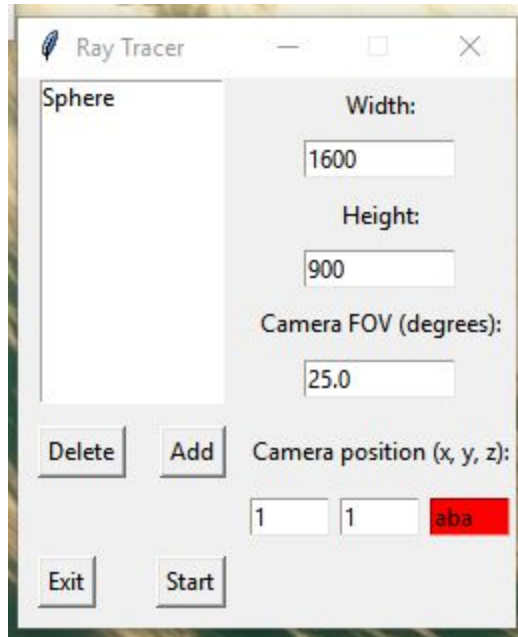 Ray Tracer
Sphere
Width:
1600
Height:
900
Camera FOV (degrees):
25.0
Delete Add Camera position (x, y, z):
1 1 aba
Exit Start